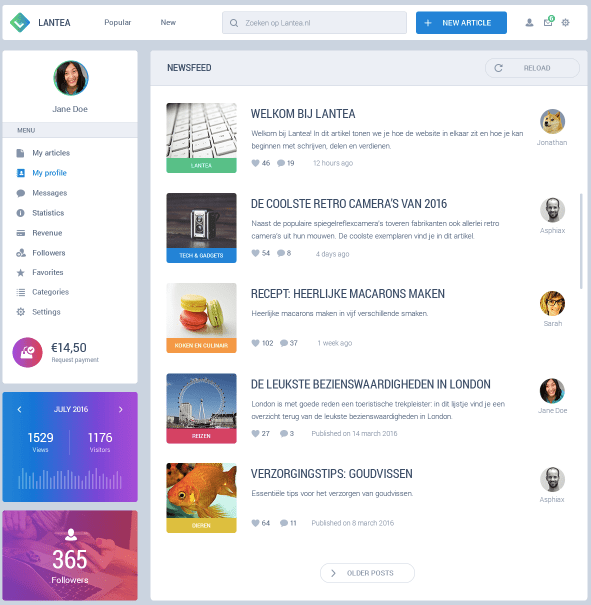 LANTEA
Popular
New
Zoeken op Lantea.nl
NEW ARTICLE
6
Jane Doe
MENU
My articles
My profile
Messages
Statistics
Revenue
Followers
Favorites
Categories
Settings
€14,50
Request payment
JULY 2016
1529
Views
1176
Visitors
365
Followers
NEWSFEED
RELOAD
LANTEA
WELKOM BIJ LANTEA
Welkom bij Lantea! In dit artikel tonen we je hoe de website in elkaar zit en hoe je kan
beginnen met schrijven, delen en verdienen.
46 19 12 hours ago
Jonathan
TECH & GADGETS
DE COOLSTE RETRO CAMERA'S VAN 2016
Naast de populaire spiegelreflexcamera's toveren fabrikanten ook allerlei retro
camera's uit hun mouwen. De coolste exemplaren vind je in dit artikel.
54 8 4 days ago
Asphiax
KOKEN EN CULINAIR
RECEPT: HEERLIJKE MACARONS MAKEN
Heerlijke macarons maken in vijf verschillende smaken.
102 37 1 week ago
Sarah
REIZEN
DE LEUKSTE BEZIENSWAARDIGHEDEN IN LONDON
London is met goede reden een toeristische trekpleister: in dit lijstje vind je een
overzicht terug van de leukste bezienswaardigheden in London.
27 3 Published on 14 march 2016
Jane Doe
DIEREN
VERZORGINGSTIPS: GOUDVISSEN
Essentiële tips voor het verzorgen van goudvissen.
64 11 Published on 8 march 2016
Asphiax
OLDER POSTS